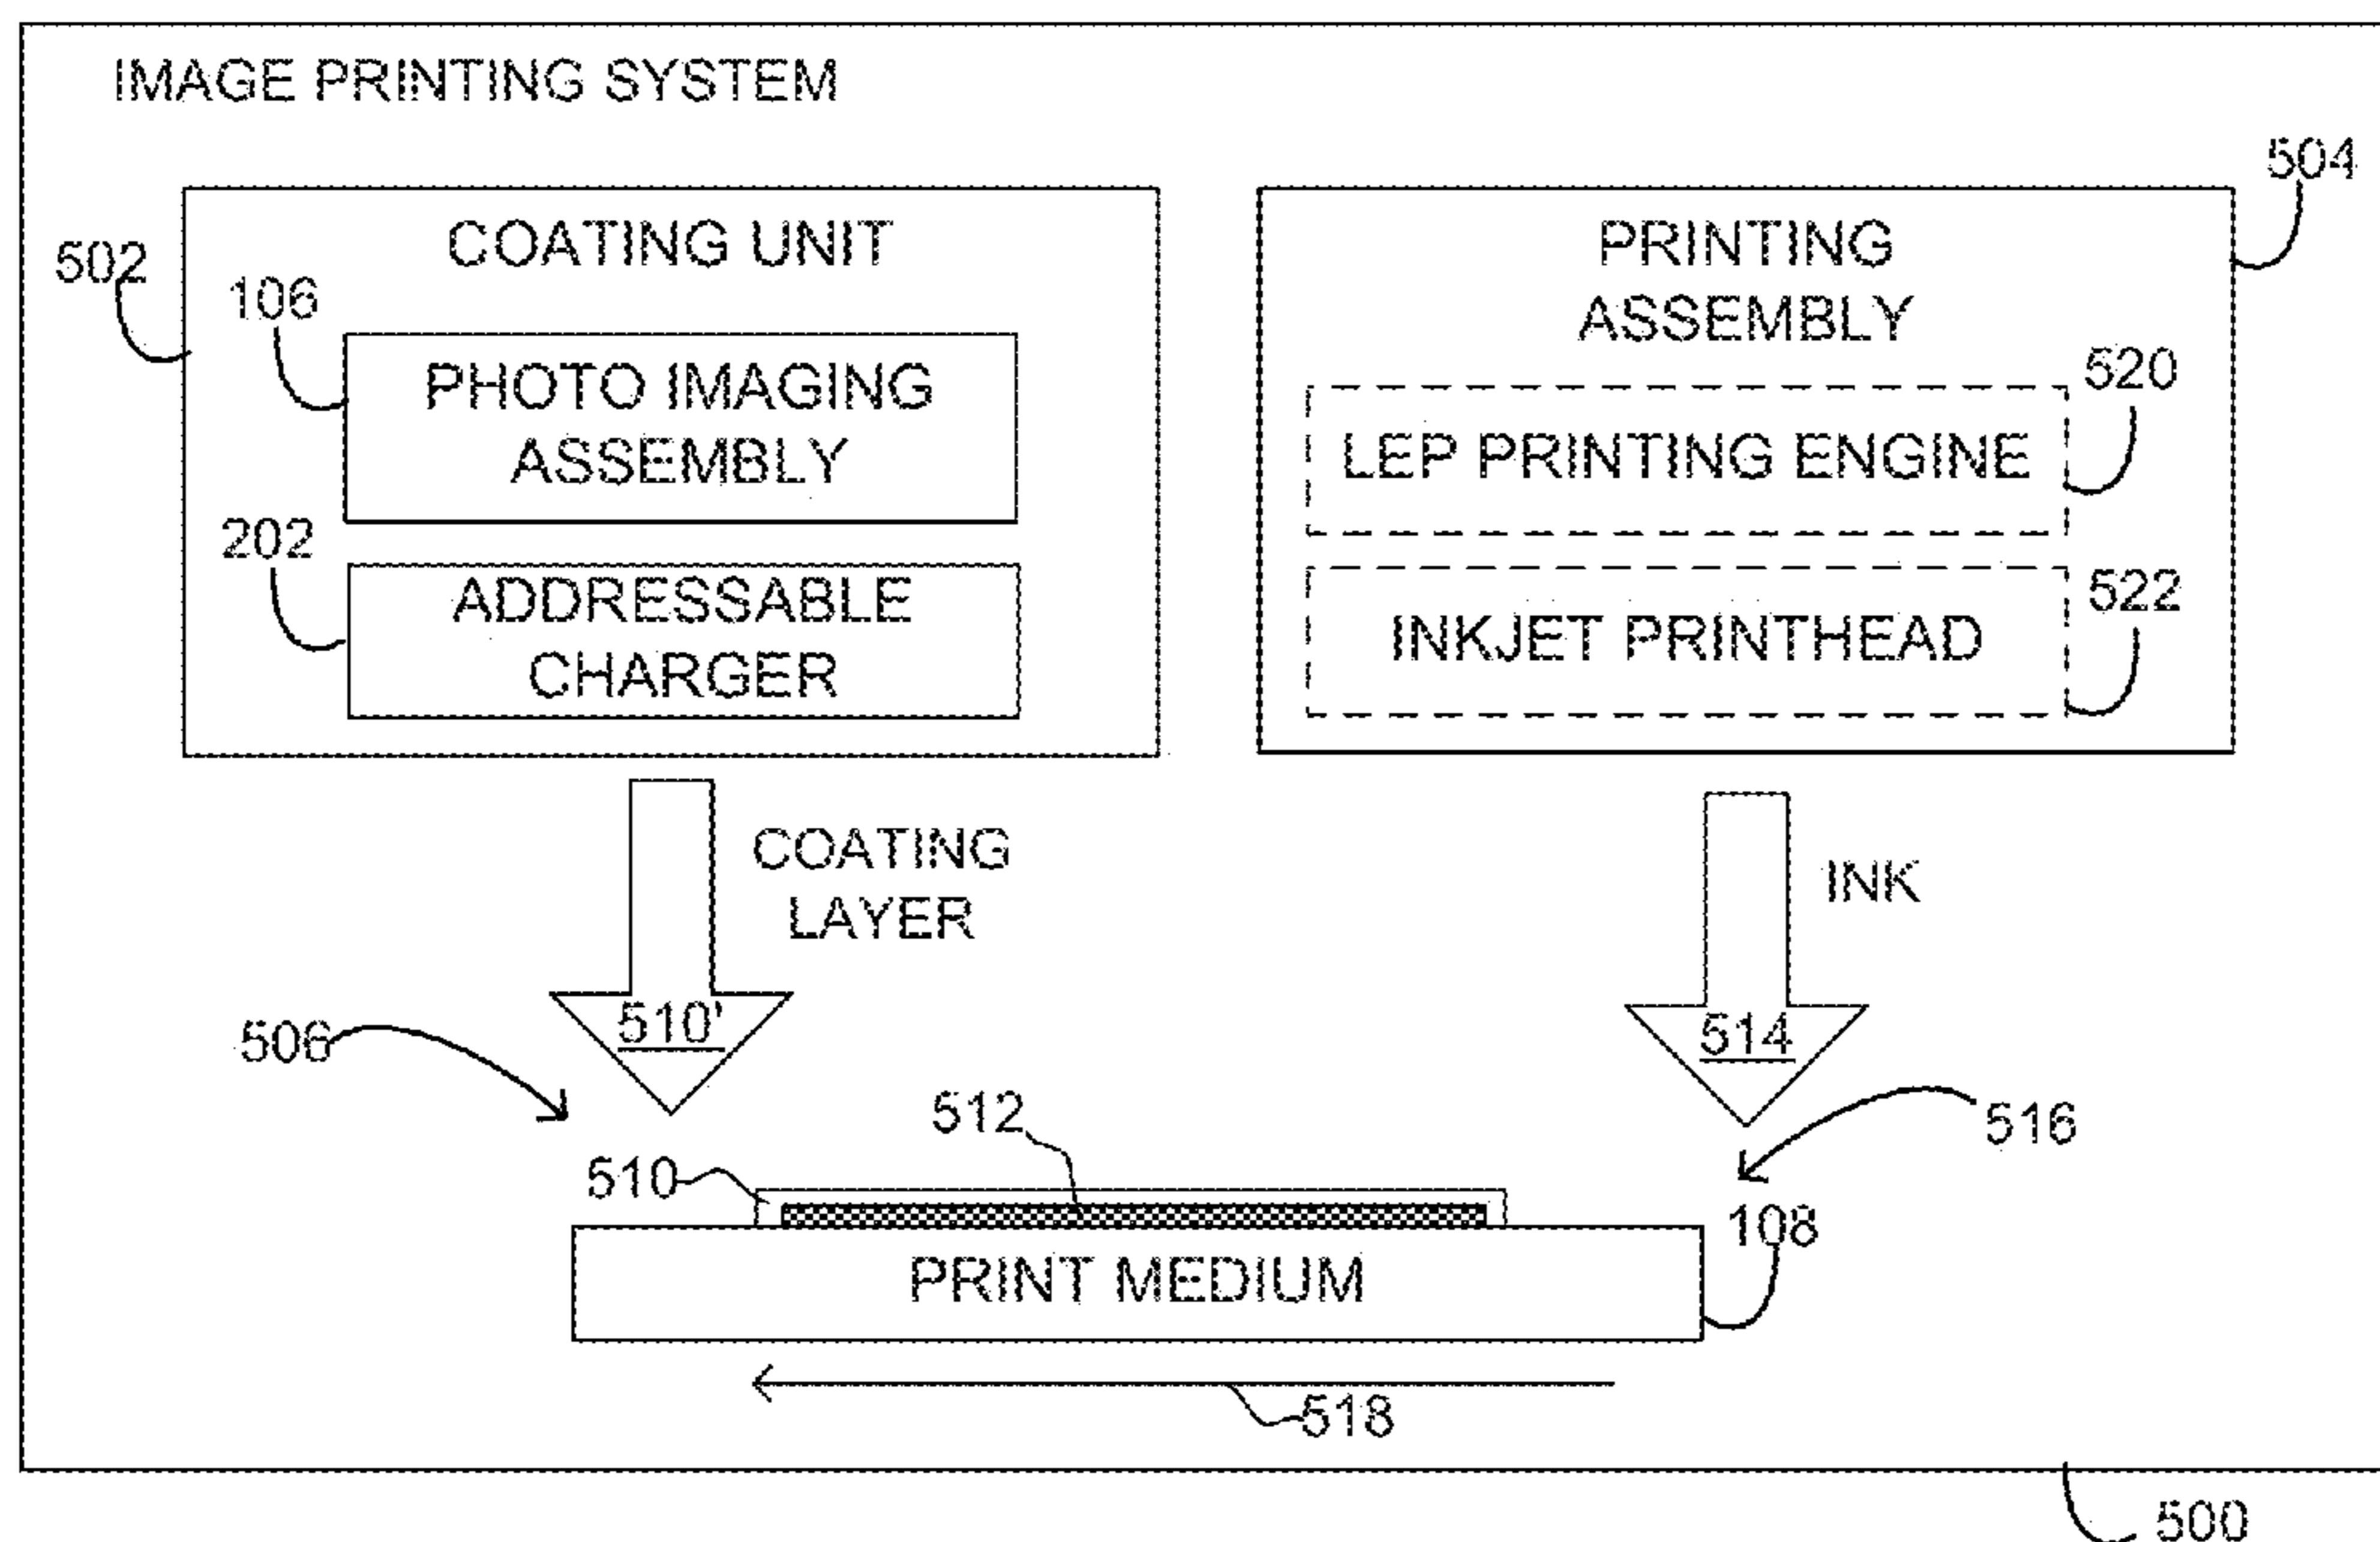 IMAGE PRINTING SYSTEM
504
502
COATING UNIT
PRINTING
ASSEMBLY
106
PHOTO IMAGING
ASSEMBLY
520
LEP PRINTING ENGINE
202
ADDRESSABLE
CHARGER
522
INKJET PRINTHEAD
COATING
LAYER
INK
510'
514
506
512
516
510
108
PRINT MEDIUM
518
500